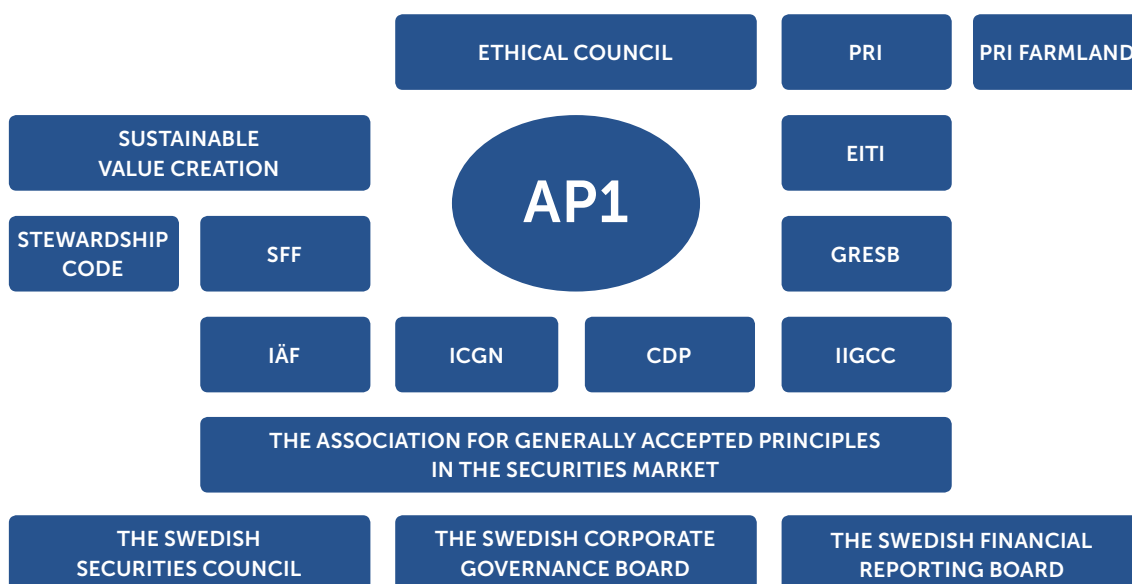 ETHICAL COUNCIL
PRI
PRI FARMLAND
SUSTAINABLE
VALUE CREATION
AP1
EITI
STEWARDSHIP
CODE
SFF
GRESB
IÄF
ICGN
CDP
IIGCC
THE ASSOCIATION FOR GENERALLY ACCEPTED PRINCIPLES
IN THE SECURITIES MARKET
THE SWEDISH
SECURITIES COUNCIL
THE SWEDISH CORPORATE
GOVERNANCE BOARD
THE SWEDISH FINANCIAL
REPORTING BOARD